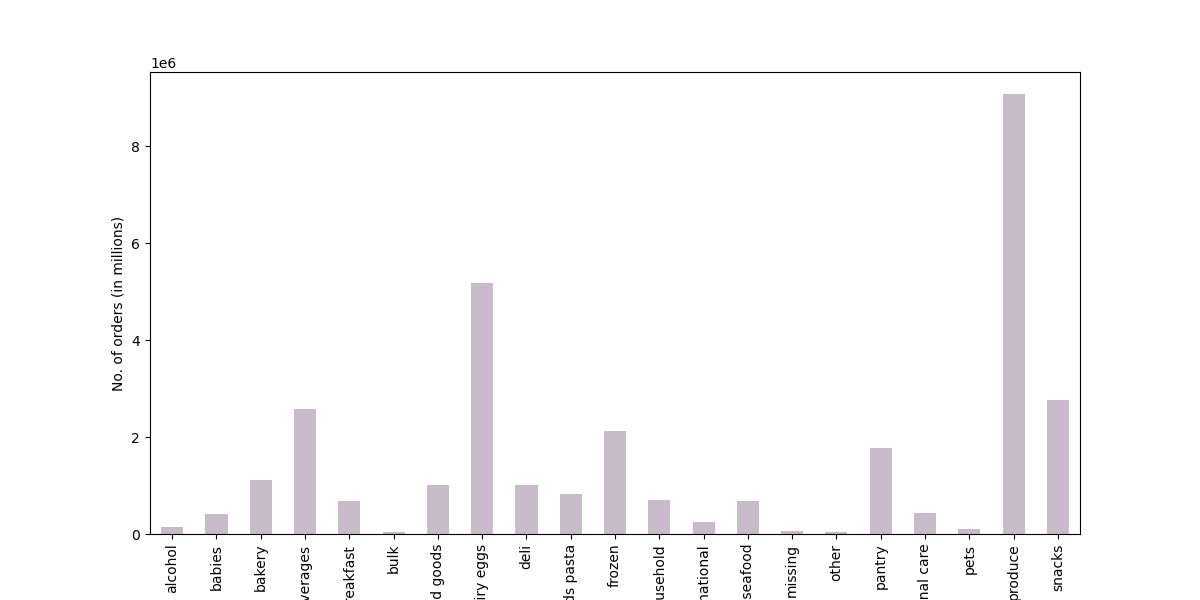 1e6
8
6
4
2
0
No. of orders (in millions)
alcohol
babies
bakery
verages
reakfast
bulk
d goods
iry eggs
deli
ds pasta
frozen
usehold
national
seafood
missing
other
pantry
nal care
pets
produce
snacks